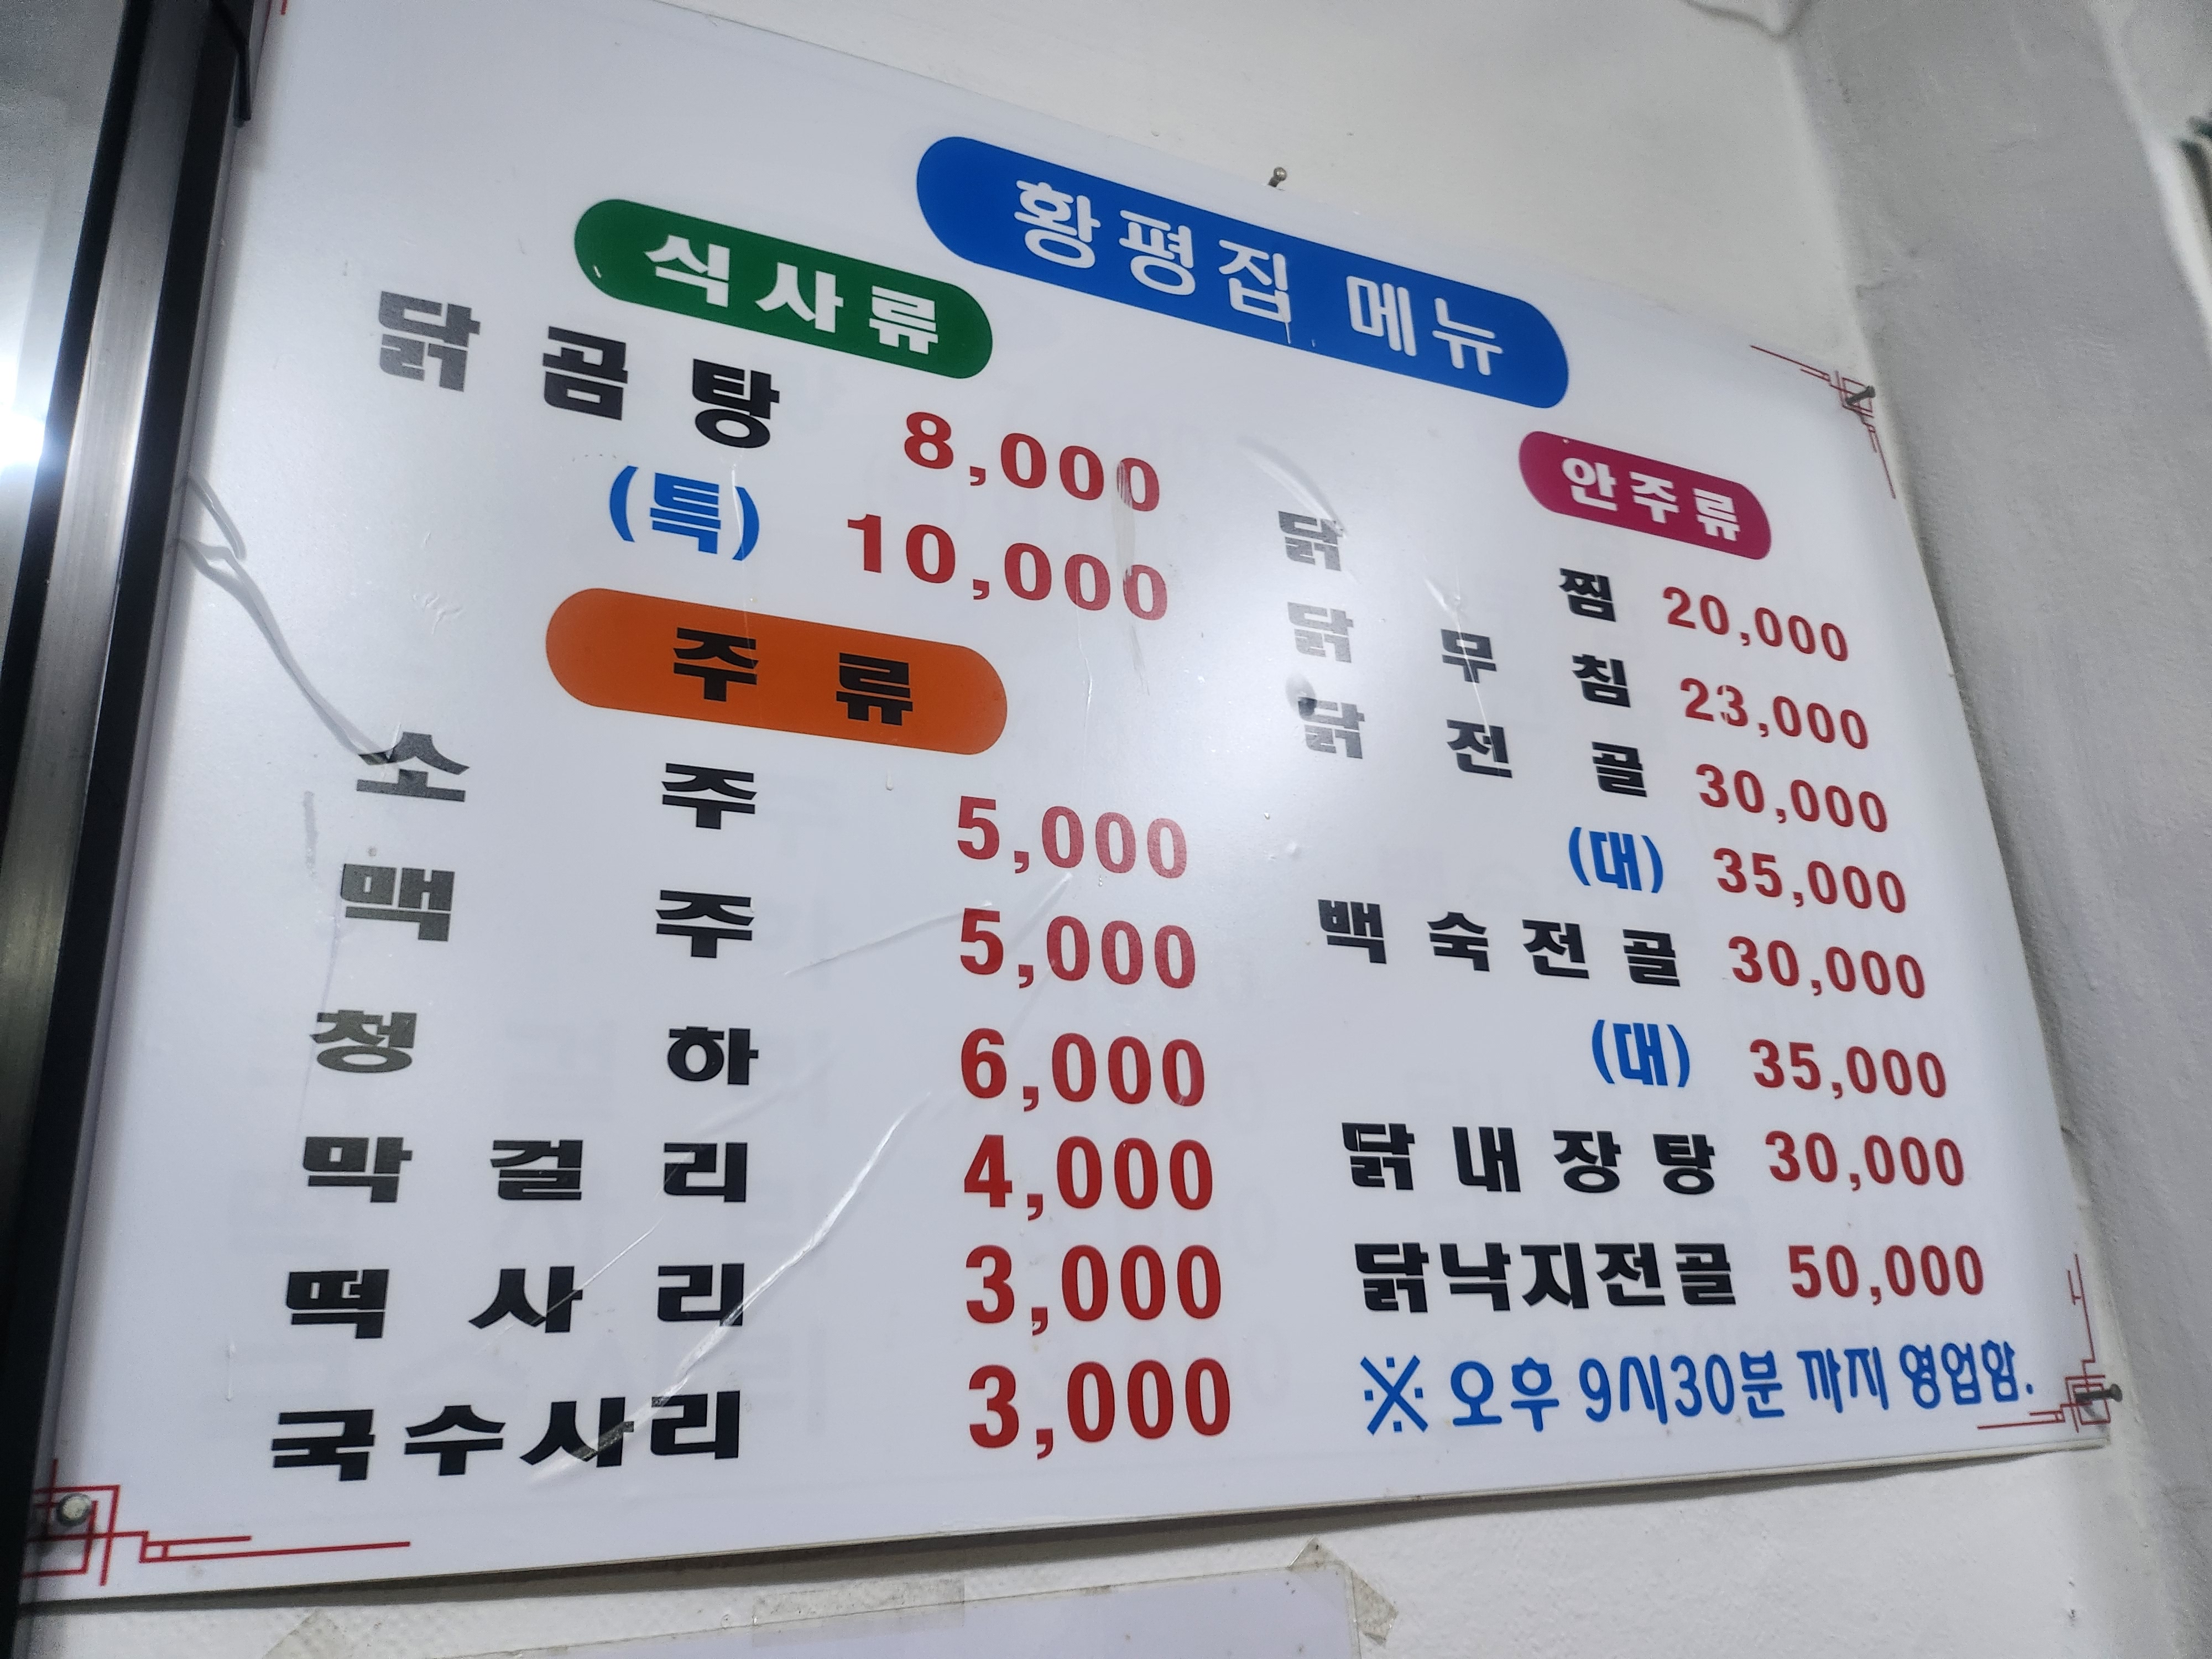 황평집 메뉴
식사류
닭곰탕 8,000
(특) 10,000
주류
소주 5,000
맥주 5,000
청하 6,000
막걸리 4,000
떡사리 3,000
국수사리 3,000
안주류
닭찜 20,000
닭무침 23,000
닭전골 30,000
(대) 35,000
백숙전골 30,000
(대) 35,000
닭내장탕 30,000
닭낙지전골 50,000
※ 오후 9시30분 까지 영업함.